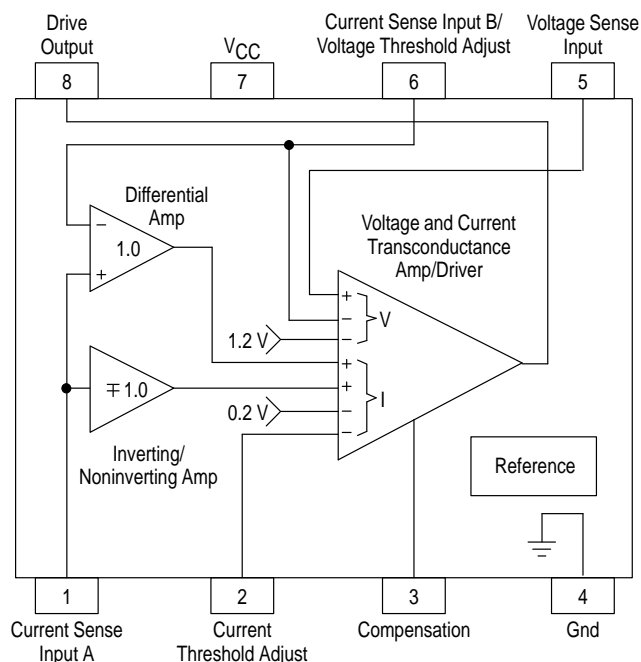 Drive
Output
VCC
Current Sense Input B/
Voltage Threshold Adjust
Voltage Sense
Input
8
7
6
5
Differential
Amp
Voltage and Current
Transconductance
Amp/Driver
–
1.0
+
+
–
–
V
1.2 V
+
+
–
–
I
0.2 V
∓ 1.0
Inverting/
Noninverting Amp
Reference
1
2
3
4
Current Sense
Input A
Current
Threshold Adjust
Compensation
Gnd